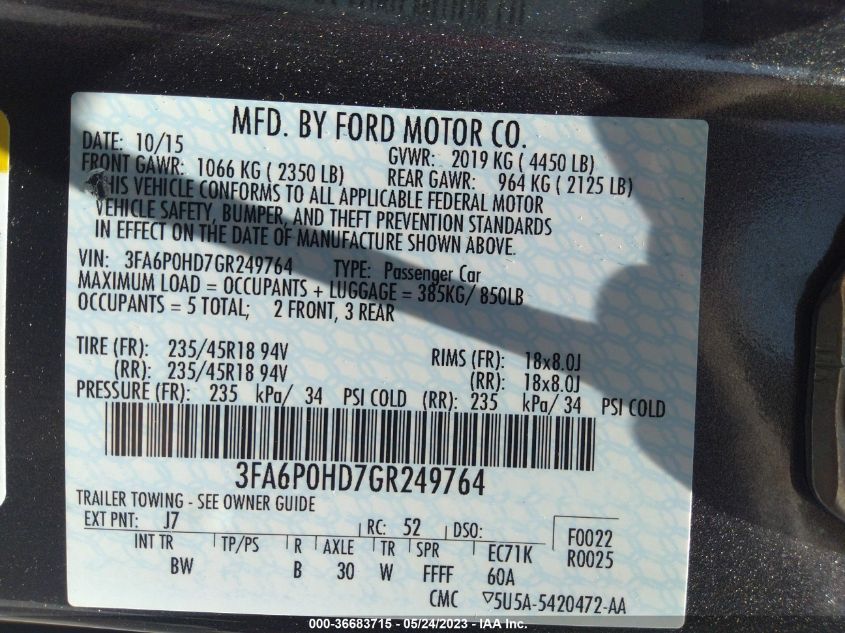 MFD. BY FORD MOTOR CO.
DATE: 10/15 GVWR: 2019 KG ( 4450 LB)
FRONT GAWR: 1066 KG ( 2350 LB) REAR GAWR: 964 KG ( 2125 LB)
THIS VEHICLE CONFORMS TO ALL APPLICABLE FEDERAL MOTOR
VEHICLE SAFETY, BUMPER, AND THEFT PREVENTION STANDARDS
IN EFFECT ON THE DATE OF MANUFACTURE SHOWN ABOVE.
VIN: 3FA6P0HD7GR249764 TYPE: Passenger Car
MAXIMUM LOAD = OCCUPANTS + LUGGAGE = 385KG/ 850LB
OCCUPANTS = 5 TOTAL; 2 FRONT, 3 REAR
TIRE (FR): 235/45R18 94V RIMS (FR): 18x8.0J
(RR): 235/45R18 94V (RR): 18x8.0J
PRESSURE (FR): 235 kPa/ 34 PSI COLD (RR): 235 kPa/ 34 PSI COLD
3FA6P0HD7GR249764
TRAILER TOWING - SEE OWNER GUIDE
EXT PNT: J7 RC: 52 DSO: F0022
INT TR TP/PS R AXLE TR SPR EC71K R0025
BW B 30 W FFFF 60A
CMC ▽5U5A-5420472-AA
000-36683715 - 05/24/2023 - IAA Inc.